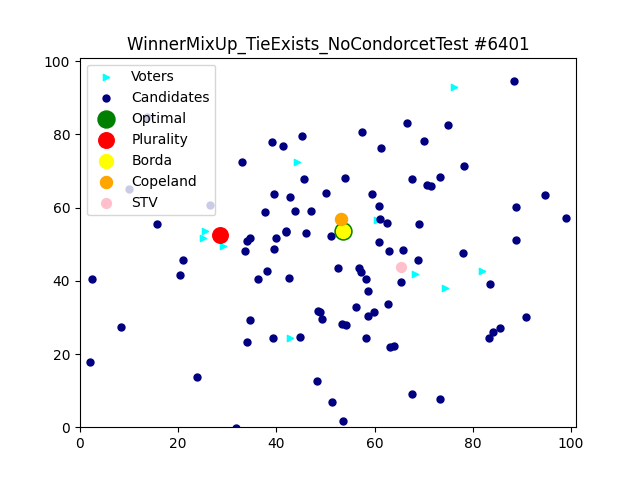 WinnerMixUp_TieExists_NoCondorcetTest #6401
100
80
60
40
20
0
Voters
Candidates
Optimal
Plurality
Borda
Copeland
STV
0 20 40 60 80 100